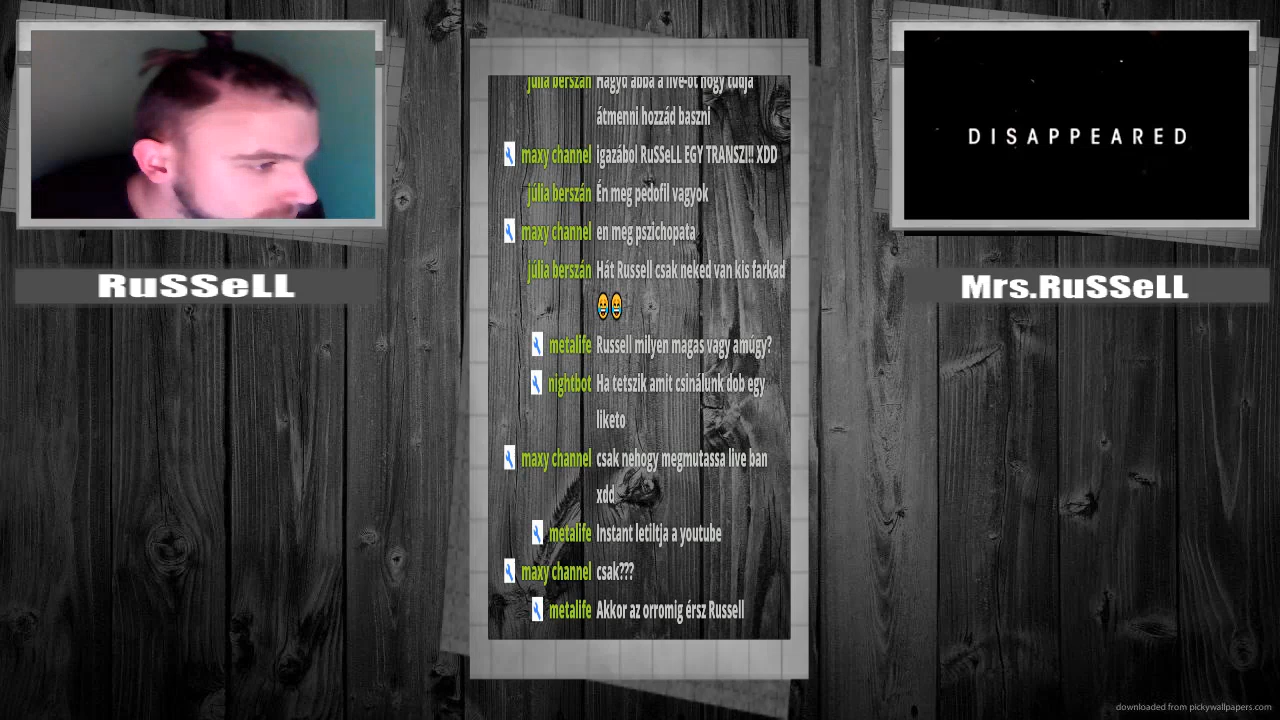 júlia berszán Hagyd abba a live-ot hogy tudja
átmenni hozzád baszni
maxy channel igazából RuSSeLL EGY TRANSZI!! XDD
júlia berszán Én meg pedofil vagyok
maxy channel en meg pszichopata
júlia berszán Hát Russell csak neked van kis farkad
metalife Russell milyen magas vagy amúgy?
nightbot Ha tetszik amit csinálunk dob egy
liketo
maxy channel csak nehogy megmutassa live ban
xdd
metalife Instant letiltja a youtube
maxy channel csak???
metalife Akkor az orromig érsz Russell
RuSSeLL
DISAPPEARED
Mrs.RuSSeLL
downloaded from pickywallpapers.com